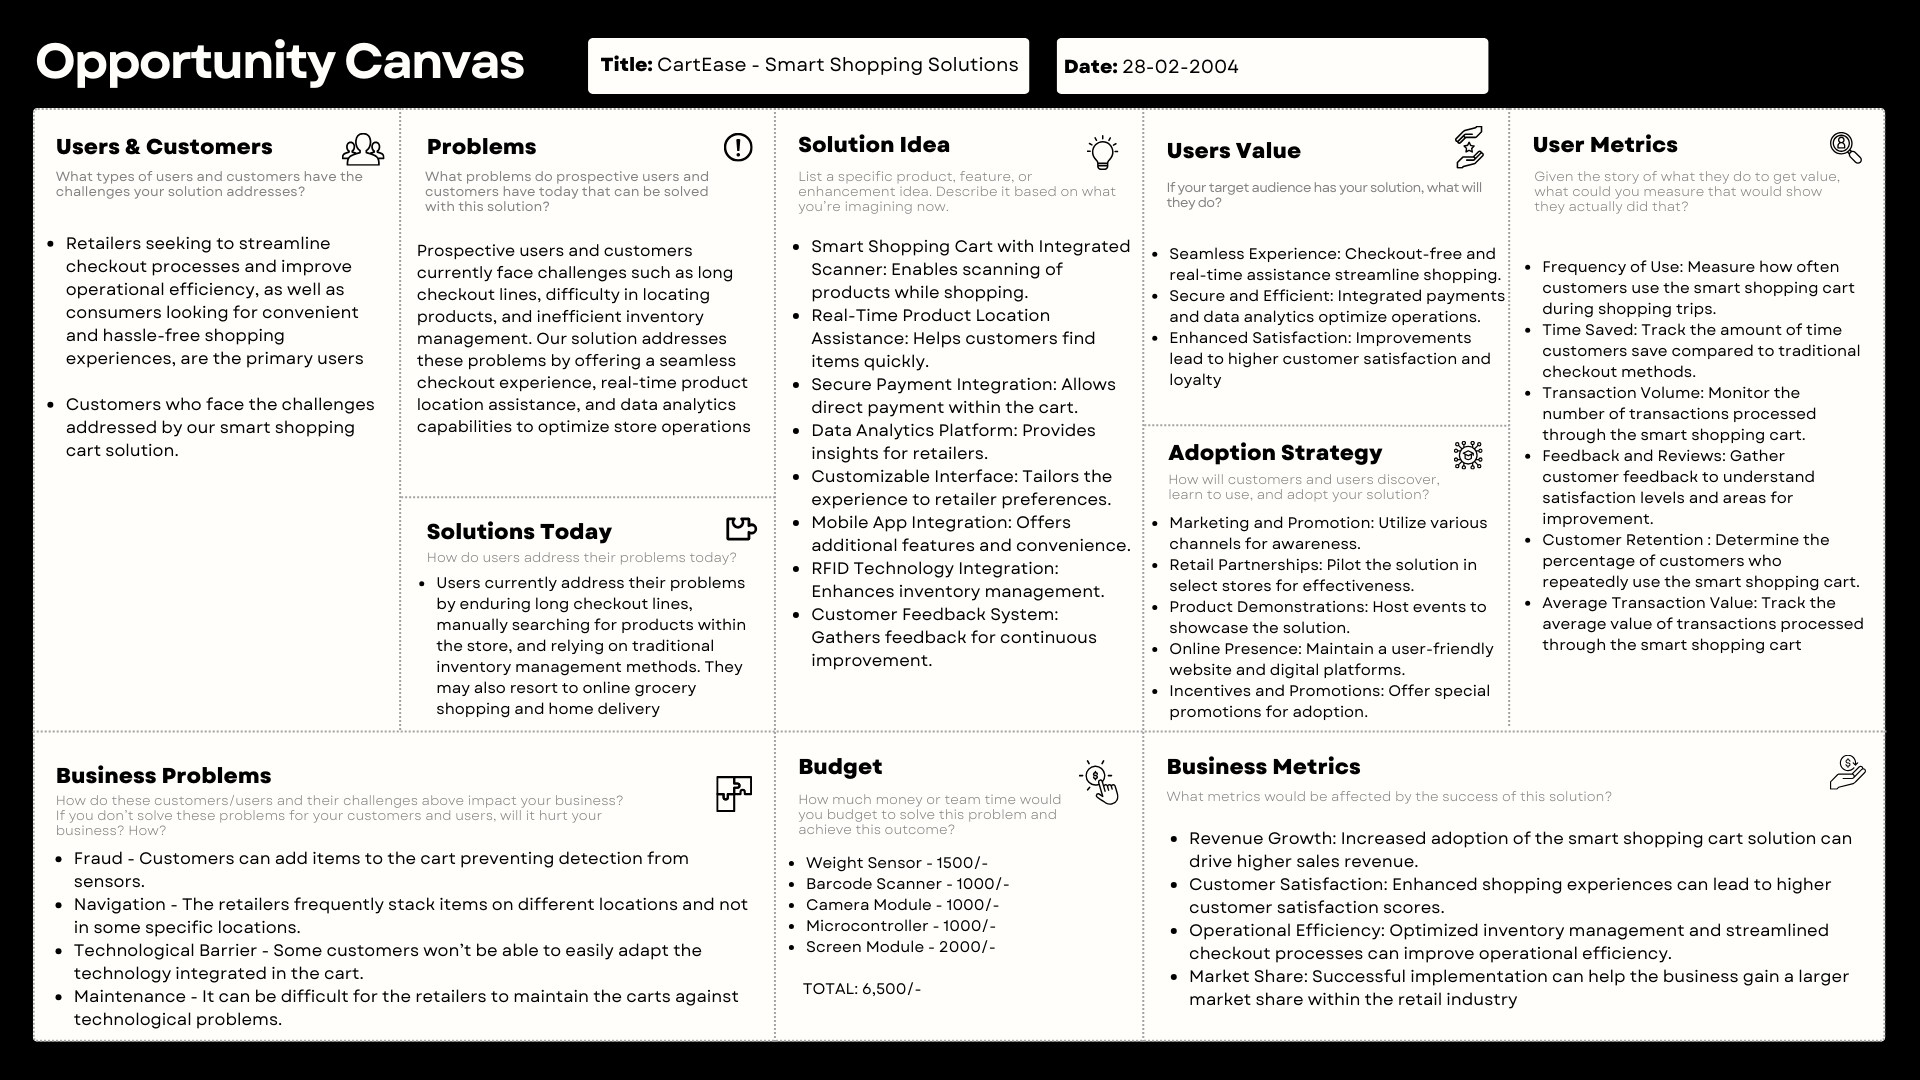 Opportunity Canvas
Title: CartEase - Smart Shopping Solutions
Date: 28-02-2004
Users & Customers
What types of users and customers have the
challenges your solution addresses?
• Retailers seeking to streamline
checkout processes and improve
operational efficiency, as well as
consumers looking for convenient
and hassle-free shopping
experiences, are the primary users
• Customers who face the challenges
addressed by our smart shopping
cart solution.
Problems
What problems do prospective users and
customers have today that can be solved
with this solution?
Prospective users and customers
currently face challenges such as long
checkout lines, difficulty in locating
products, and inefficient inventory
management. Our solution addresses
these problems by offering a seamless
checkout experience, real-time product
location assistance, and data analytics
capabilities to optimize store operations
Solutions Today
How do users address their problems today?
• Users currently address their problems
by enduring long checkout lines,
manually searching for products within
the store, and relying on traditional
inventory management methods. They
may also resort to online grocery
shopping and home delivery
Solution Idea
List a specific product, feature, or
enhancement idea. Describe it based on what
you're imagining now.
• Smart Shopping Cart with Integrated
Scanner: Enables scanning of
products while shopping.
• Real-Time Product Location
Assistance: Helps customers find
items quickly.
• Secure Payment Integration: Allows
direct payment within the cart.
• Data Analytics Platform: Provides
insights for retailers.
• Customizable Interface: Tailors the
experience to retailer preferences.
• Mobile App Integration: Offers
additional features and convenience.
• RFID Technology Integration:
Enhances inventory management.
• Customer Feedback System:
Gathers feedback for continuous
improvement.
Users Value
If your target audience has your solution, what will
they do?
• Seamless Experience: Checkout-free and
real-time assistance streamline shopping.
• Secure and Efficient: Integrated payments
and data analytics optimize operations.
• Enhanced Satisfaction: Improvements
lead to higher customer satisfaction and
loyalty
Adoption Strategy
How will customers and users discover,
learn to use, and adopt your solution?
• Marketing and Promotion: Utilize various
channels for awareness.
• Retail Partnerships: Pilot the solution in
select stores for effectiveness.
• Product Demonstrations: Host events to
showcase the solution.
• Online Presence: Maintain a user-friendly
website and digital platforms.
• Incentives and Promotions: Offer special
promotions for adoption.
User Metrics
Given the story of what they do to get value,
what could you measure that would show
they actually did that?
• Frequency of Use: Measure how often
customers use the smart shopping cart
during shopping trips.
• Time Saved: Track the amount of time
customers save compared to traditional
checkout methods.
• Transaction Volume: Monitor the
number of transactions processed
through the smart shopping cart.
• Feedback and Reviews: Gather
customer feedback to understand
satisfaction levels and areas for
improvement.
• Customer Retention : Determine the
percentage of customers who
repeatedly use the smart shopping cart.
• Average Transaction Value: Track the
average value of transactions processed
through the smart shopping cart
Business Problems
How do these customers/users and their challenges above impact your business?
If you don't solve these problems for your customers and users, will it hurt your
business? How?
• Fraud - Customers can add items to the cart preventing detection from
sensors.
• Navigation - The retailers frequently stack items on different locations and not
in some specific locations.
• Technological Barrier - Some customers won't be able to easily adapt the
technology integrated in the cart.
• Maintenance - It can be difficult for the retailers to maintain the carts against
technological problems.
Budget
How much money or team time would
you budget to solve this problem and
achieve this outcome?
• Weight Sensor - 1500/-
• Barcode Scanner - 1000/-
• Camera Module - 1000/-
• Microcontroller - 1000/-
• Screen Module - 2000/-
TOTAL: 6,500/-
Business Metrics
What metrics would be affected by the success of this solution?
• Revenue Growth: Increased adoption of the smart shopping cart solution can
drive higher sales revenue.
• Customer Satisfaction: Enhanced shopping experiences can lead to higher
customer satisfaction scores.
• Operational Efficiency: Optimized inventory management and streamlined
checkout processes can improve operational efficiency.
• Market Share: Successful implementation can help the business gain a larger
market share within the retail industry